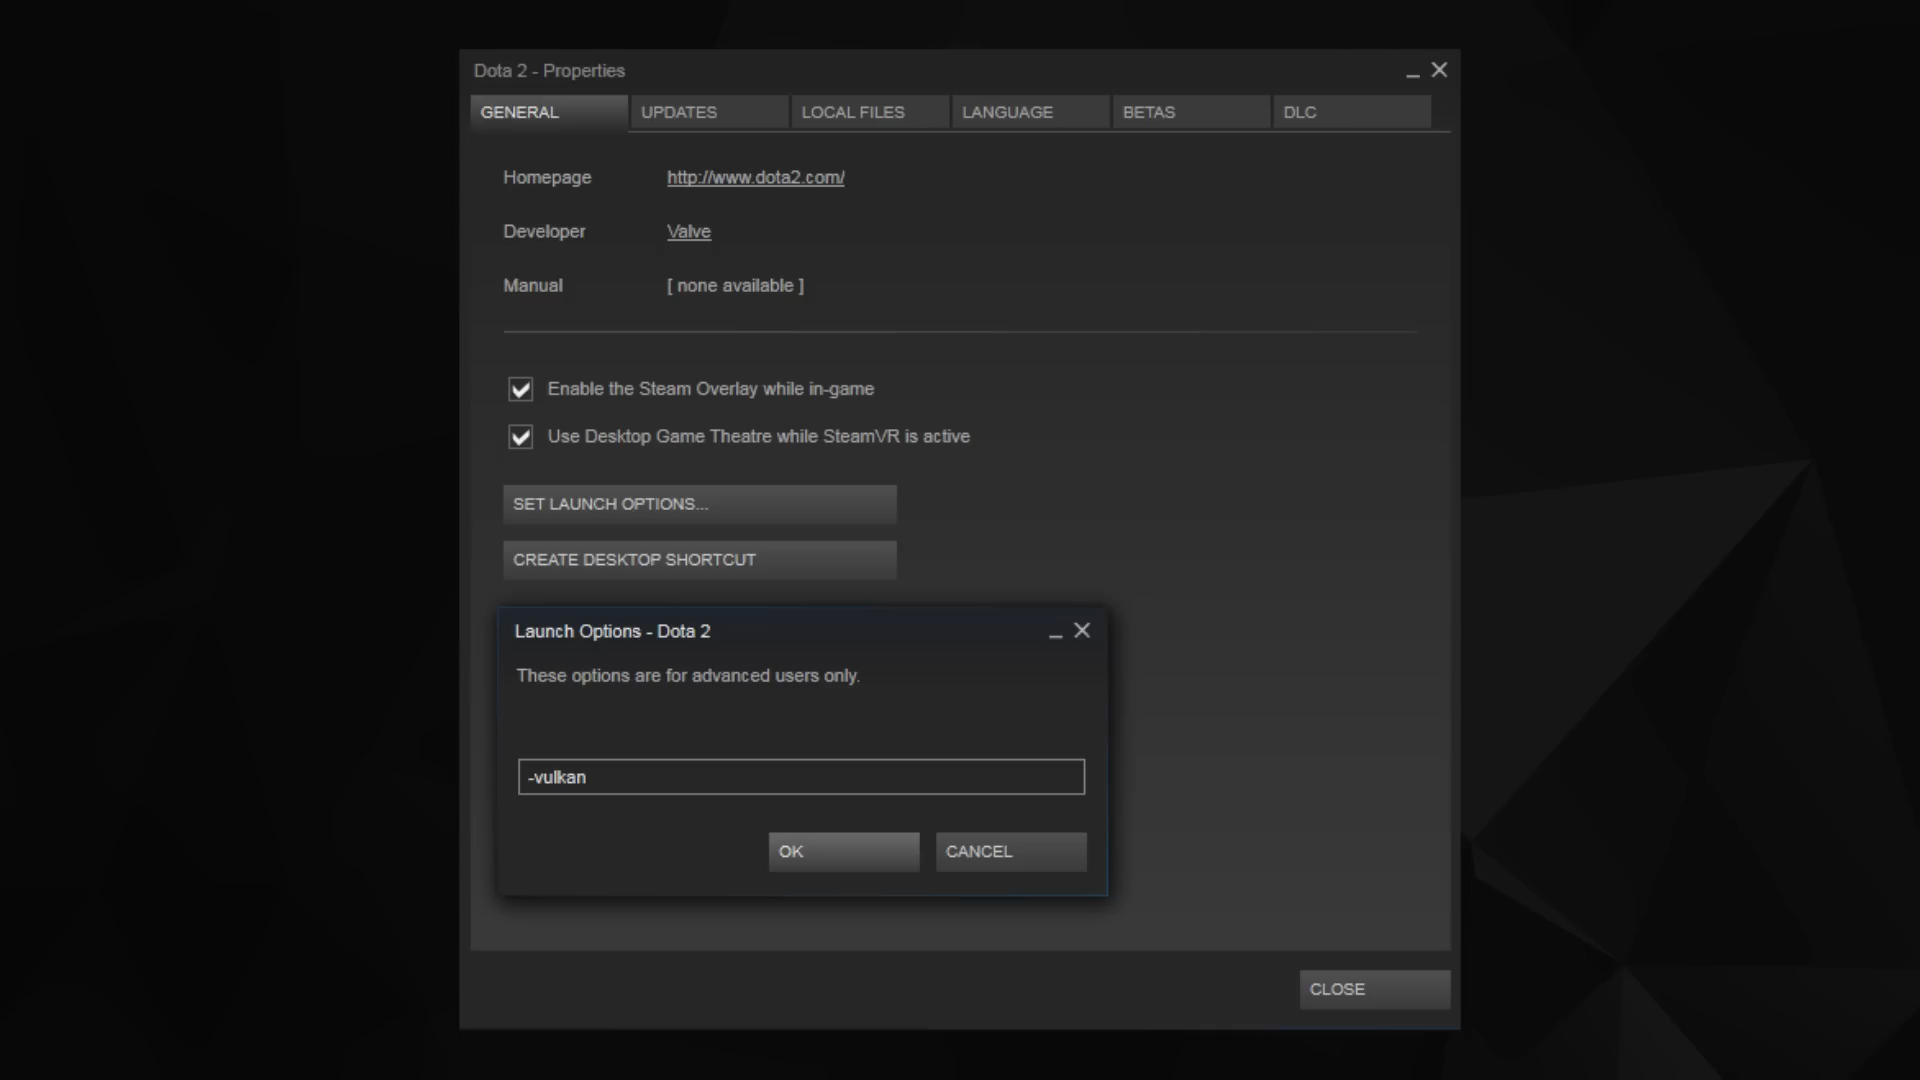 Dota 2 - Properties
GENERAL UPDATES LOCAL FILES LANGUAGE BETAS DLC
Homepage http://www.dota2.com/
Developer Valve
Manual [ none available ]
Enable the Steam Overlay while in-game
Use Desktop Game Theatre while SteamVR is active
SET LAUNCH OPTIONS...
CREATE DESKTOP SHORTCUT
Launch Options - Dota 2
These options are for advanced users only.
-vulkan
OK CANCEL
CLOSE